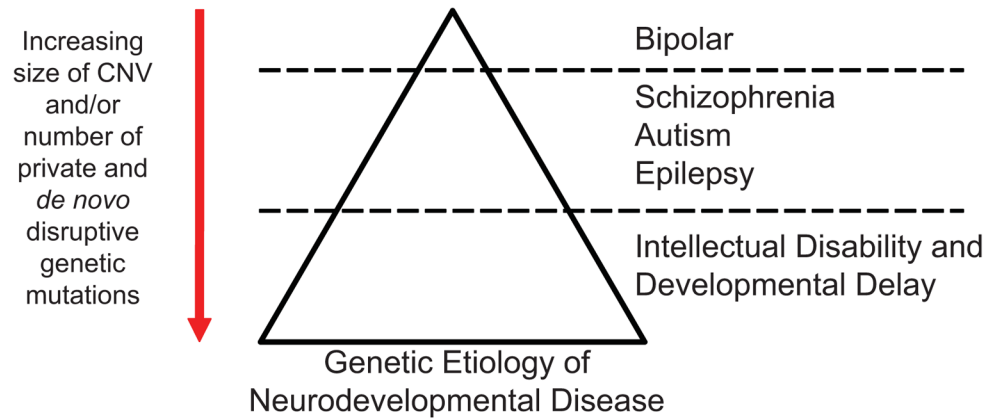 Increasing
size of CNV
and/or
number of
private and
de novo
disruptive
genetic
mutations
Bipolar
Schizophrenia
Autism
Epilepsy
Intellectual Disability and
Developmental Delay
Genetic Etiology of
Neurodevelopmental Disease